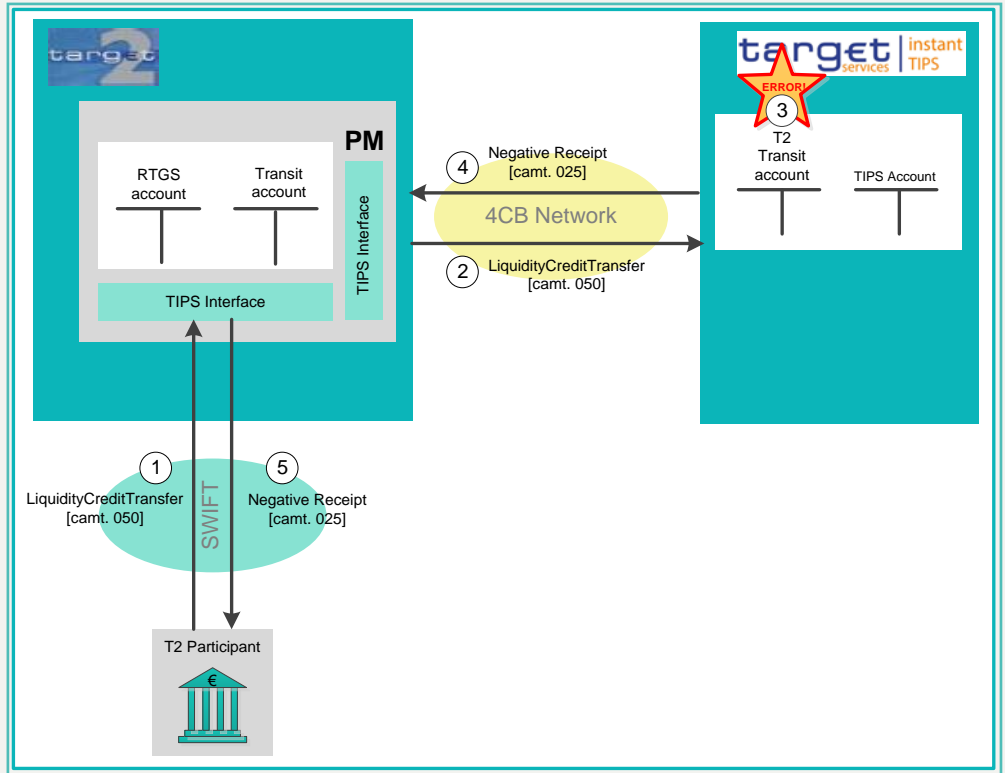 target
2
target
services
instant
TIPS
ERROR!
3
T2
Transit
account
TIPS Account
PM
RTGS
account
Transit
account
TIPS Interface
TIPS Interface
4
Negative Receipt
[camt. 025]
4CB Network
2
LiquidityCreditTransfer
[camt. 050]
1
LiquidityCreditTransfer
[camt. 050]
SWIFT
5
Negative Receipt
[camt. 025]
T2 Participant
€